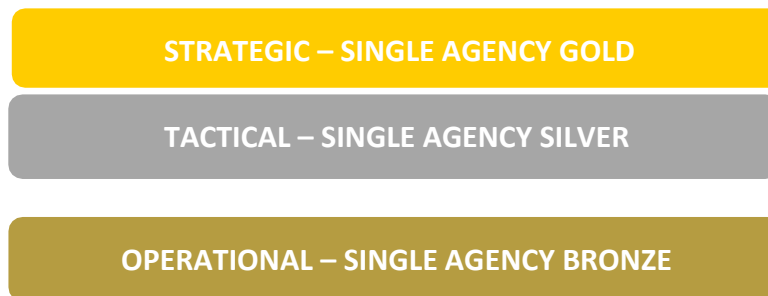 STRATEGIC – SINGLE AGENCY GOLD
TACTICAL – SINGLE AGENCY SILVER
OPERATIONAL – SINGLE AGENCY BRONZE